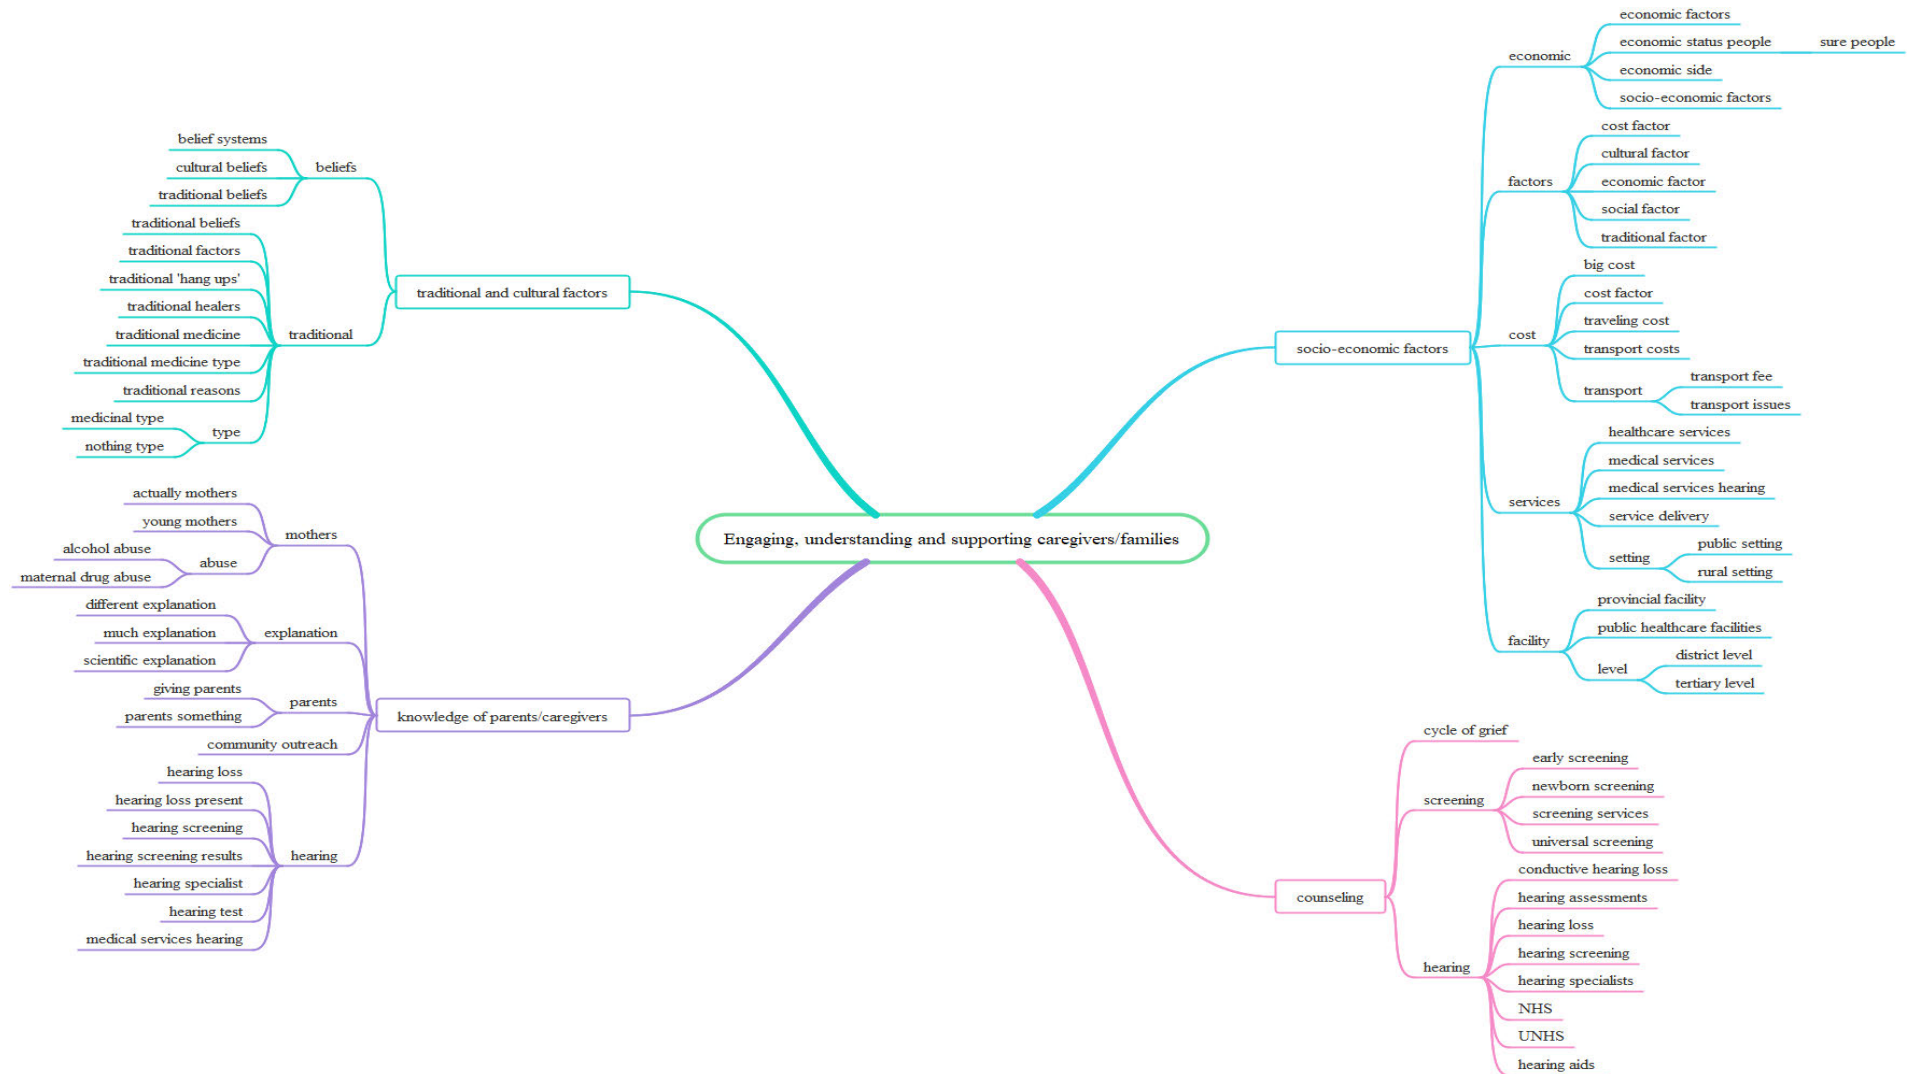 Engaging, understanding and supporting caregivers/families
traditional and cultural factors
beliefs
belief systems
cultural beliefs
traditional beliefs
traditional
traditional beliefs
traditional factors
traditional 'hang ups'
traditional healers
traditional medicine
traditional medicine type
traditional reasons
type
medicinal type
nothing type
knowledge of parents/caregivers
mothers
actually mothers
young mothers
abuse
alcohol abuse
maternal drug abuse
explanation
different explanation
much explanation
scientific explanation
parents
giving parents
parents something
community outreach
hearing
hearing loss
hearing loss present
hearing screening
hearing screening results
hearing specialist
hearing test
medical services hearing
socio-economic factors
economic
economic factors
economic status people
sure people
economic side
socio-economic factors
factors
cost factor
cultural factor
economic factor
social factor
traditional factor
cost
big cost
cost factor
traveling cost
transport costs
transport
transport fee
transport issues
services
healthcare services
medical services
medical services hearing
service delivery
setting
public setting
rural setting
facility
provincial facility
public healthcare facilities
level
district level
tertiary level
counseling
cycle of grief
screening
early screening
newborn screening
screening services
universal screening
hearing
conductive hearing loss
hearing assessments
hearing loss
hearing screening
hearing specialists
NHS
UNHS
hearing aids